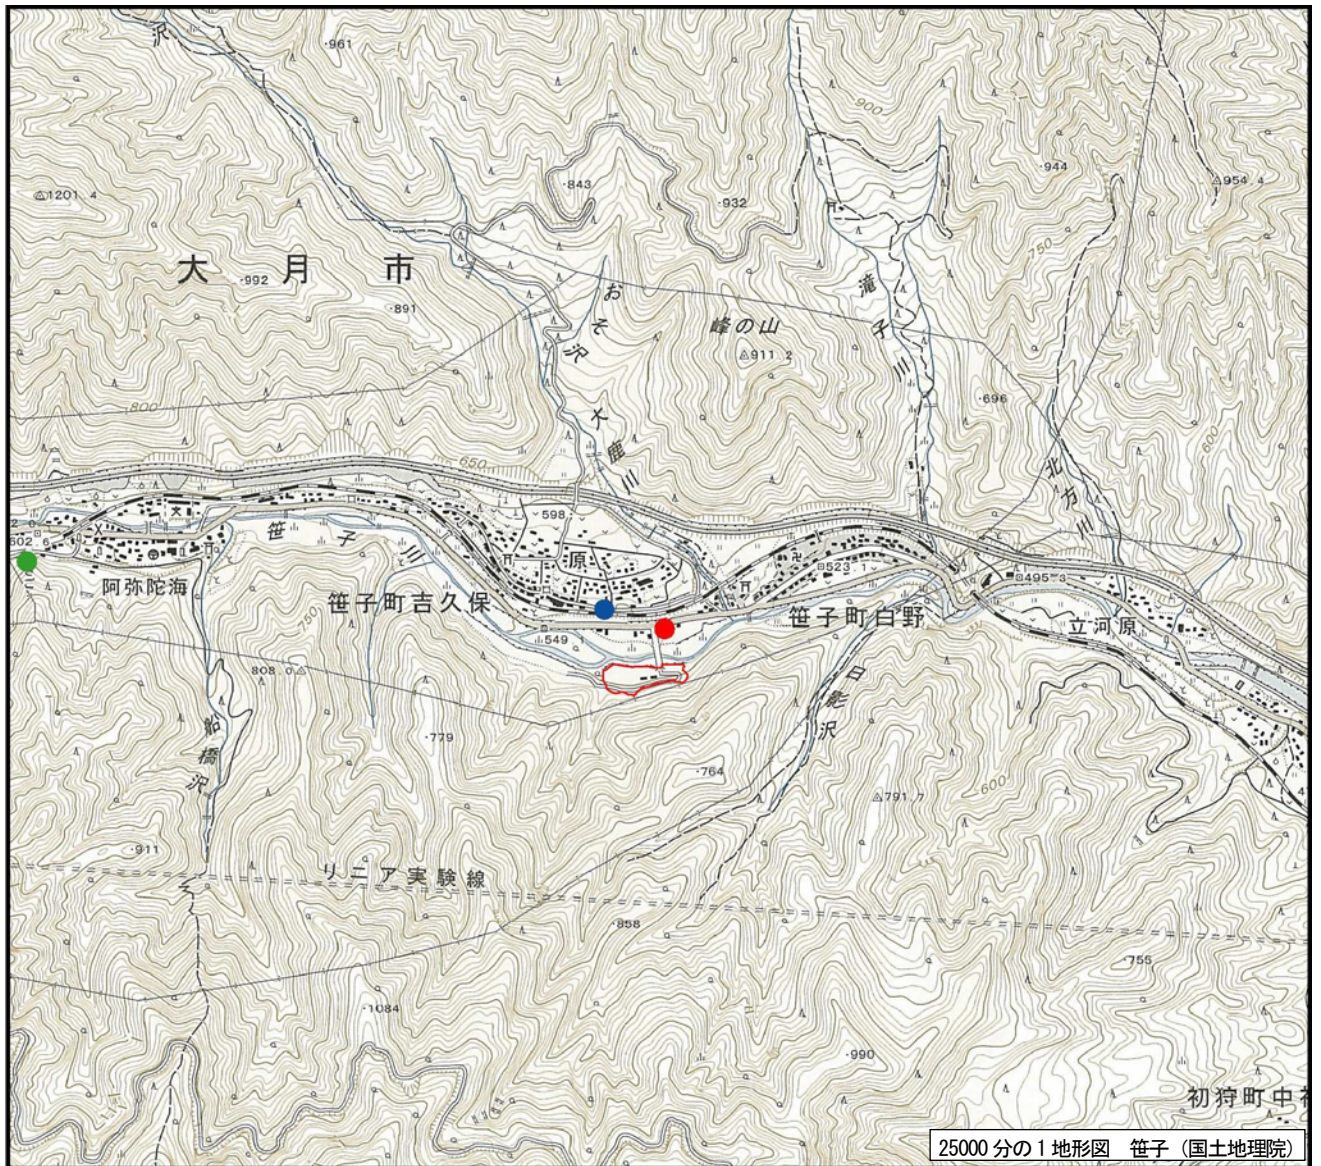 沢
・961
900
・944
・843
△1201.4
△954.4
・932
750
大月市
・992
おそ沢
滝子川
・891
峰の山
△911.2
・696
800
大鹿川
600
650
北方川
598
602.6
笹子川
原
523.1
495.3
阿弥陀海
笹子町吉久保
笹子町白野
立河原
750
549.1
808.0△
日影沢
船橋沢
・779
・764
600
△791.7
・911
リニア実験線
・858
・755
・1084
・990
初狩町中
25000分の1地形図 笹子(国土地理院)